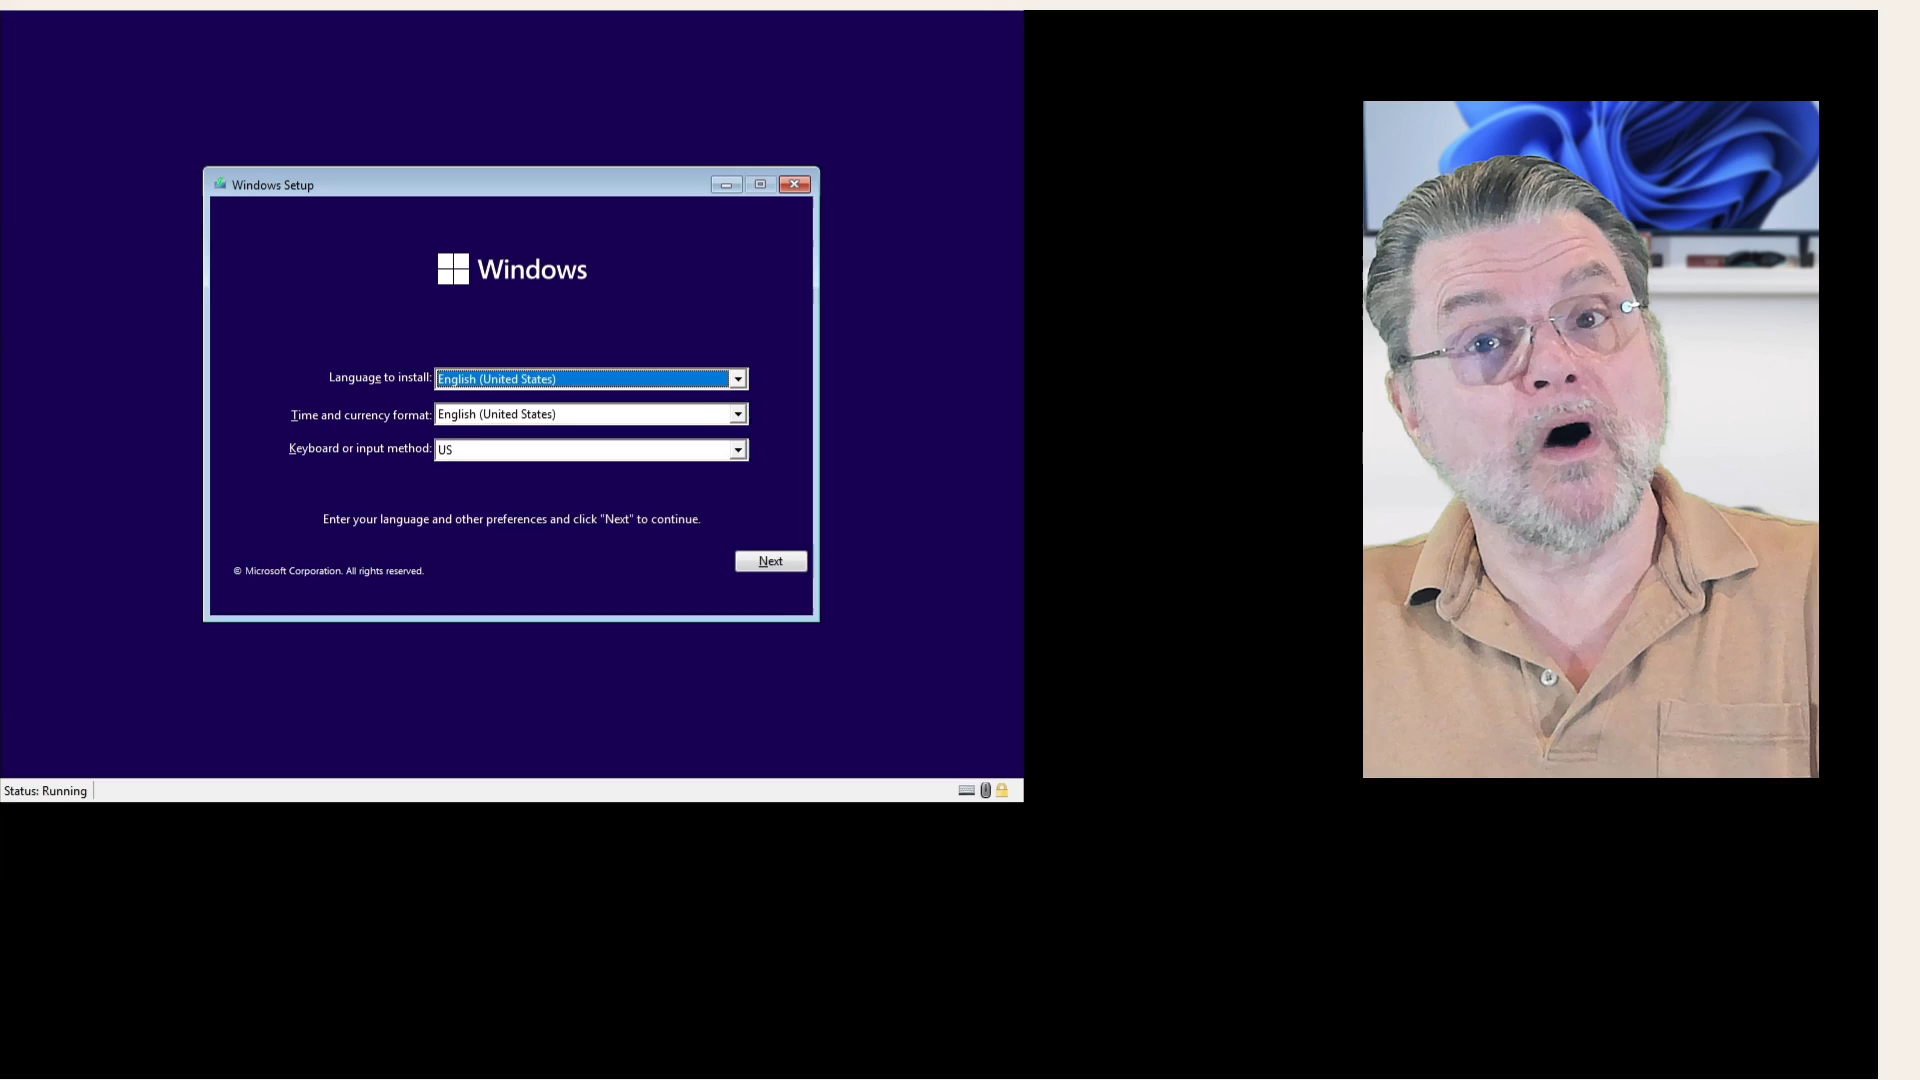 Windows Setup
Windows
Language to install: English (United States)
Time and currency format: English (United States)
Keyboard or input method: US
Enter your language and other preferences and click "Next" to continue.
Next
© Microsoft Corporation. All rights reserved.
Status: Running